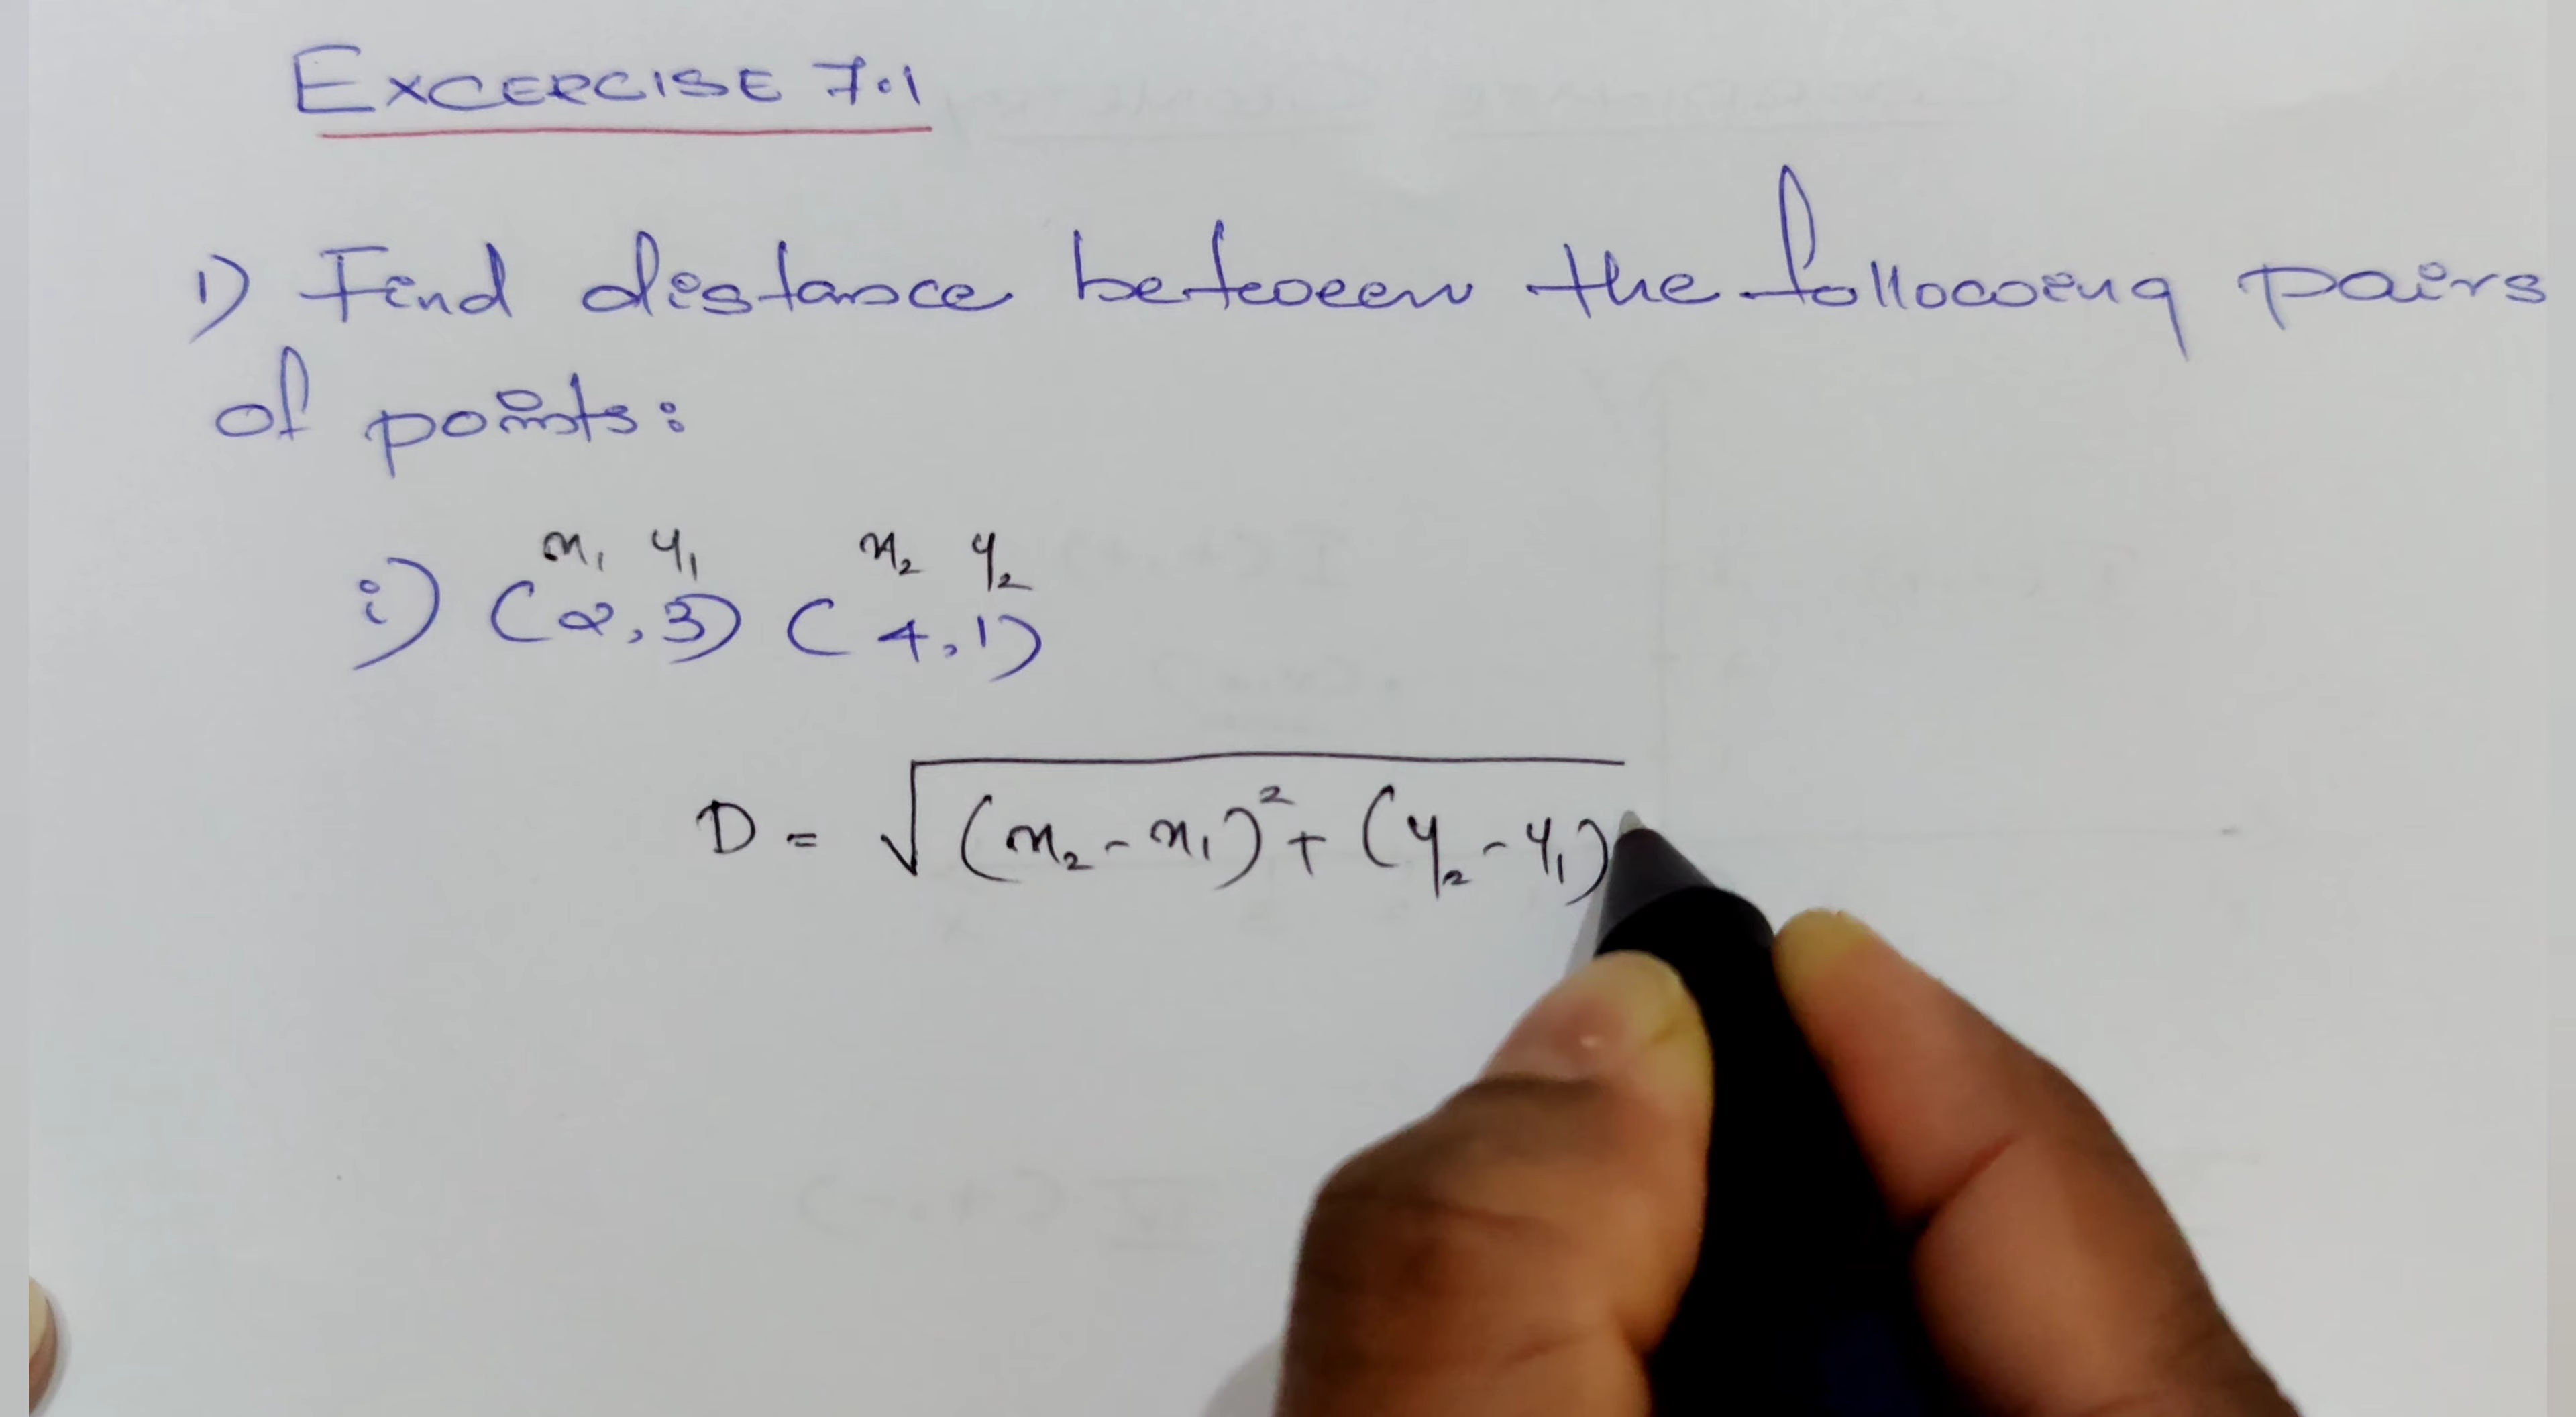 EXCERCISE 7.1
1) Find distance between the following pairs
of points:
x₁ y₁ x₂ y₂
i) (2,3) (4,1)
D = √(x₂ - x₁)² + (y₂ - y₁)